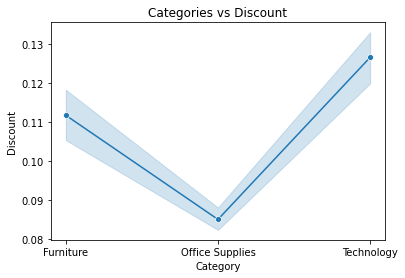 Categories vs Discount
0.13
0.12
0.11
0.10
0.09
0.08
Discount
Furniture
Office Supplies
Technology
Category